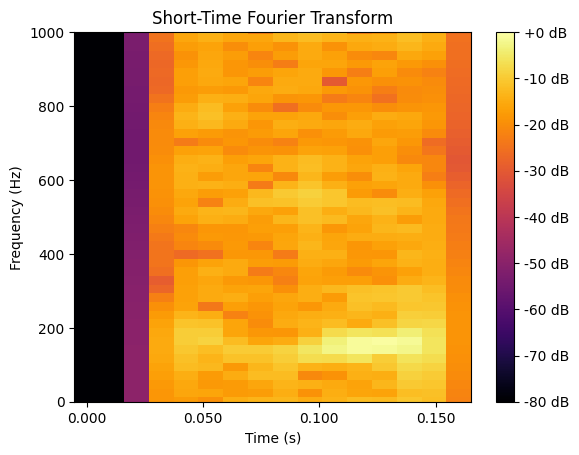 Short-Time Fourier Transform
1000
800
600
400
200
0
Frequency (Hz)
0.000
0.050
0.100
0.150
Time (s)
+0 dB
-10 dB
-20 dB
-30 dB
-40 dB
-50 dB
-60 dB
-70 dB
-80 dB